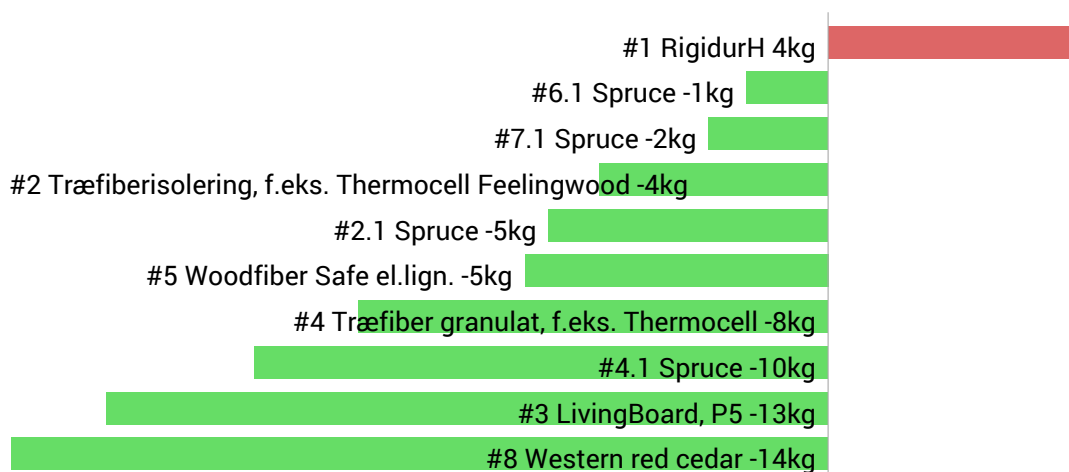 #1 RigidurH 4kg
#6.1 Spruce -1kg
#7.1 Spruce -2kg
#2 Træfiberisolering, f.eks. Thermocell Feelingwood -4kg
#2.1 Spruce -5kg
#5 Woodfiber Safe el.lign. -5kg
#4 Træfiber granulat, f.eks. Thermocell -8kg
#4.1 Spruce -10kg
#3 LivingBoard, P5 -13kg
#8 Western red cedar -14kg